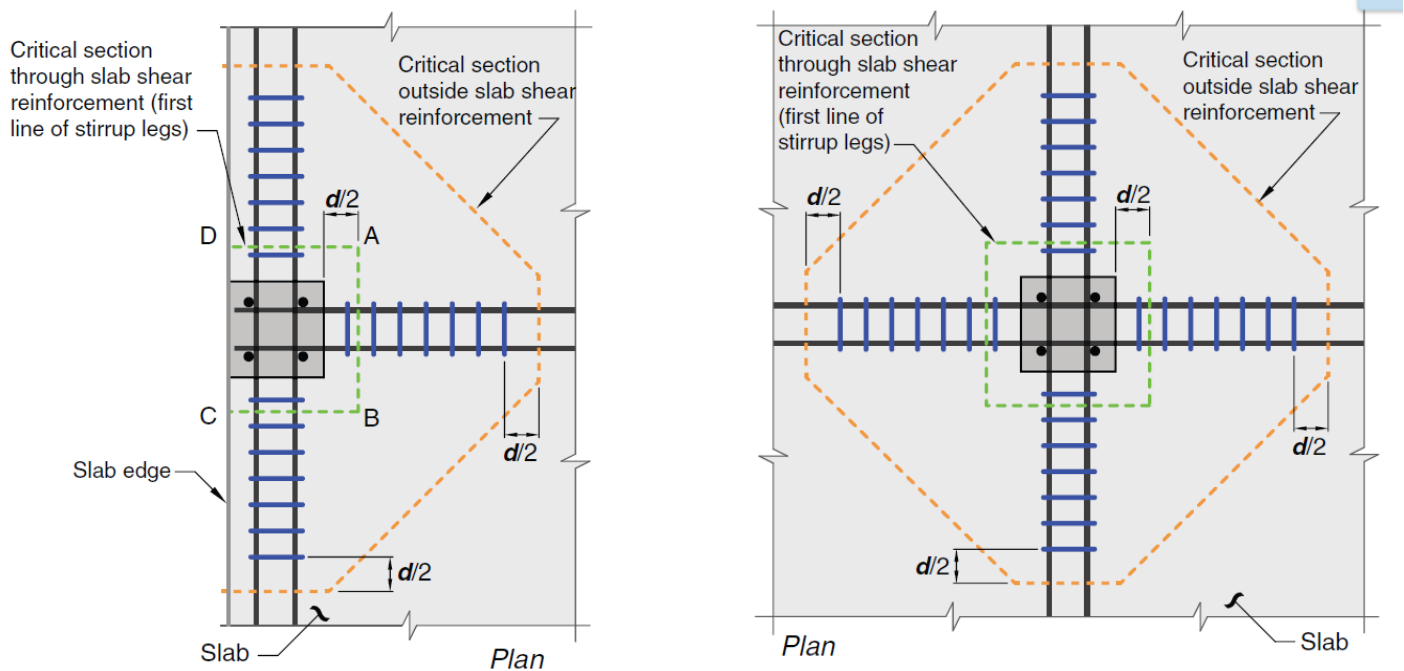 Critical section
through slab shear
reinforcement (first
line of stirrup legs)
Critical section
outside slab shear
reinforcement
d/2
D
A
C
B
d/2
Slab edge
d/2
Slab
Plan
Critical section
through slab shear
reinforcement
(first line of
stirrup legs)
Critical section
outside slab shear
reinforcement
d/2
d/2
d/2
d/2
Plan
Slab